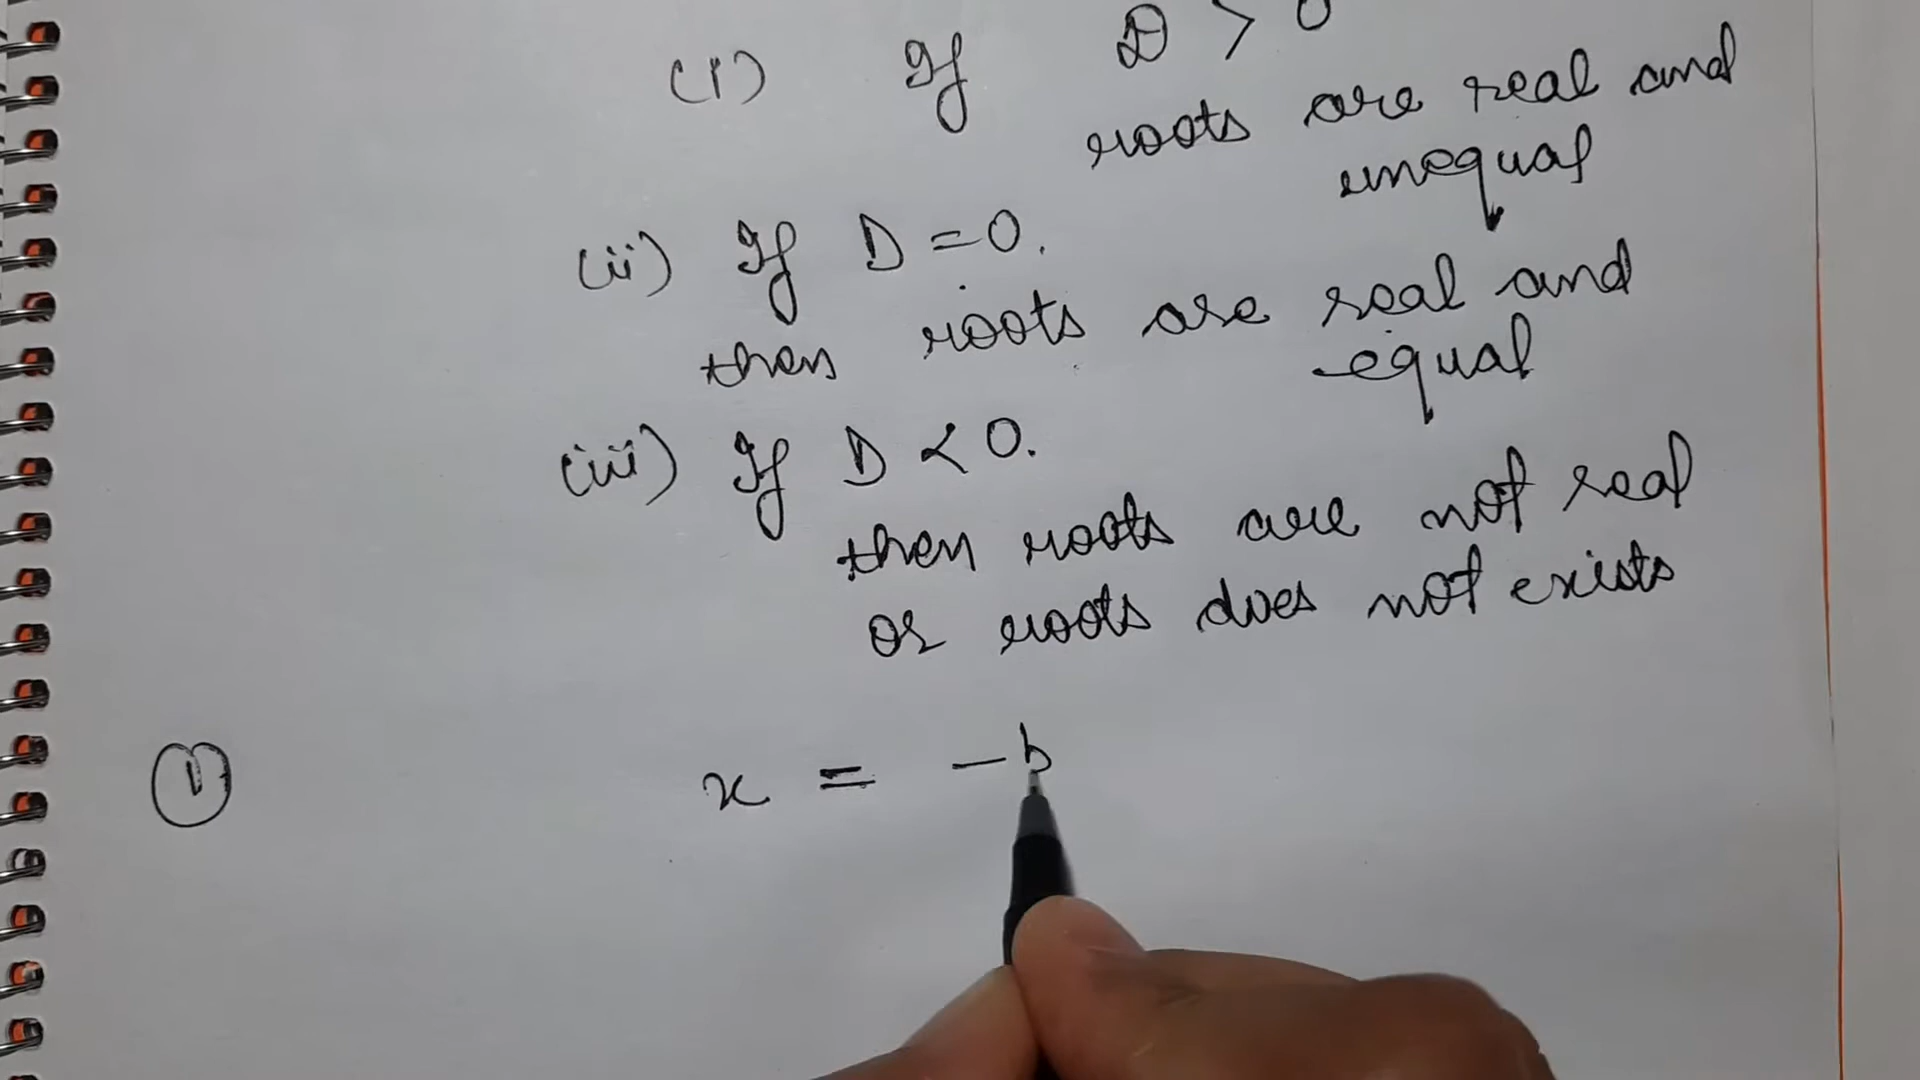 (i) If D > 0
roots are real and
unequal
(ii) If D = 0.
then roots are real and
equal
(iii) If D < 0.
then roots are not real
or roots does not exists
① x = -b